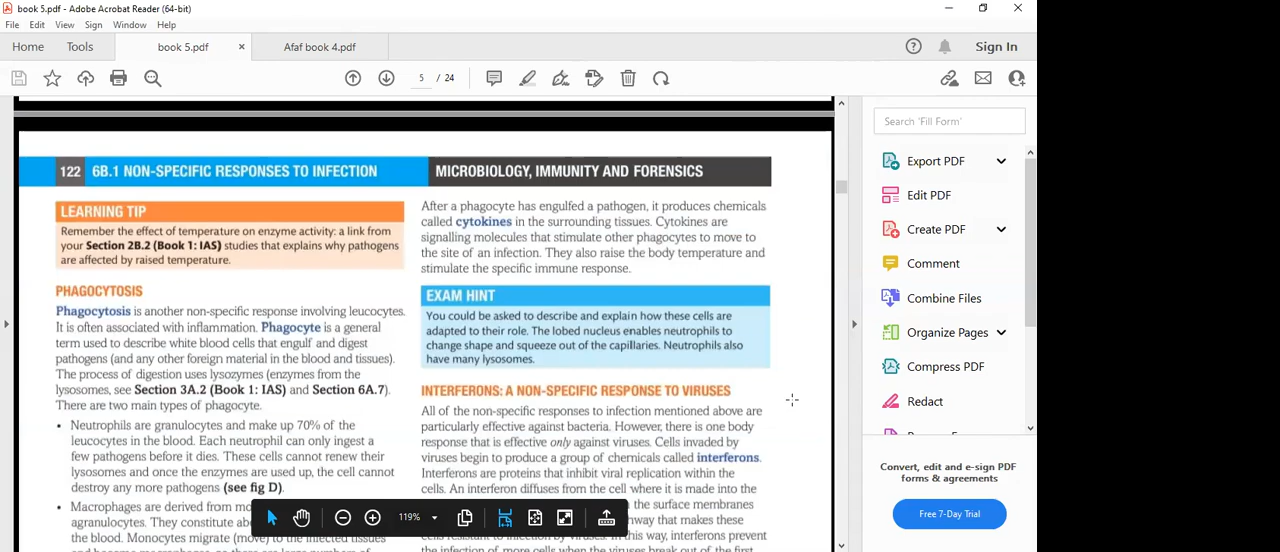 book 5.pdf - Adobe Acrobat Reader (64-bit)
File Edit View Sign Window Help
Home Tools book 5.pdf × Afaf book 4.pdf Sign In
5 / 24
122 6B.1 NON-SPECIFIC RESPONSES TO INFECTION MICROBIOLOGY, IMMUNITY AND FORENSICS
LEARNING TIP
Remember the effect of temperature on enzyme activity: a link from
your Section 2B.2 (Book 1: IAS) studies that explains why pathogens
are affected by raised temperature.
PHAGOCYTOSIS
Phagocytosis is another non-specific response involving leucocytes.
It is often associated with inflammation. Phagocyte is a general
term used to describe white blood cells that engulf and digest
pathogens (and any other foreign material in the blood and tissues).
The process of digestion uses lysozymes (enzymes from the
lysosomes, see Section 3A.2 (Book 1: IAS) and Section 6A.7).
There are two main types of phagocyte.
• Neutrophils are granulocytes and make up 70% of the
leucocytes in the blood. Each neutrophil can only ingest a
few pathogens before it dies. These cells cannot renew their
lysosomes and once the enzymes are used up, the cell cannot
destroy any more pathogens (see fig D).
• Macrophages are derived from
agranulocytes. They constitute
the blood. Monocytes migrate (move) to the infected tissues
After a phagocyte has engulfed a pathogen, it produces chemicals
called cytokines in the surrounding tissues. Cytokines are
signalling molecules that stimulate other phagocytes to move to
the site of an infection. They also raise the body temperature and
stimulate the specific immune response.
EXAM HINT
You could be asked to describe and explain how these cells are
adapted to their role. The lobed nucleus enables neutrophils to
change shape and squeeze out of the capillaries. Neutrophils also
have many lysosomes.
INTERFERONS: A NON-SPECIFIC RESPONSE TO VIRUSES
All of the non-specific responses to infection mentioned above are
particularly effective against bacteria. However, there is one body
response that is effective only against viruses. Cells invaded by
viruses begin to produce a group of chemicals called interferons.
Interferons are proteins that inhibit viral replication within the
cells. An interferon diffuses from the cell where it is made into the
the surface membranes
that makes these
this way, interferons prevent
the infection of more cells when the viruses break out of the first
119%
Search 'Fill Form'
Export PDF
Edit PDF
Create PDF
Comment
Combine Files
Organize Pages
Compress PDF
Redact
Convert, edit and e-sign PDF
forms & agreements
Free 7-Day Trial